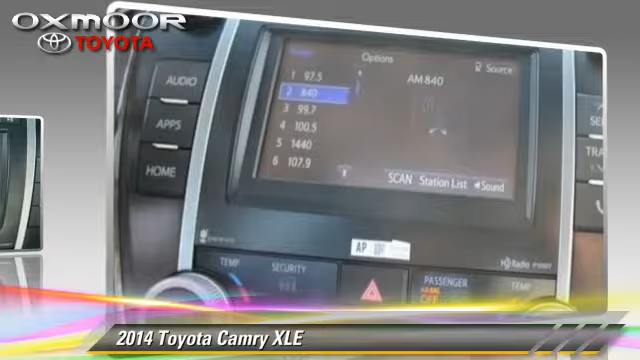 OXMOOR
TOYOTA
Options
Source
AM 840
1 97.5
2 840
3 99.7
4 100.5
5 1440
6 107.9
SCAN Station List Sound
AUDIO
APPS
HOME
AP
HD Radio
TEMP SECURITY
PASSENGER
AIRBAG
OFF
TEMP
2014 Toyota Camry XLE